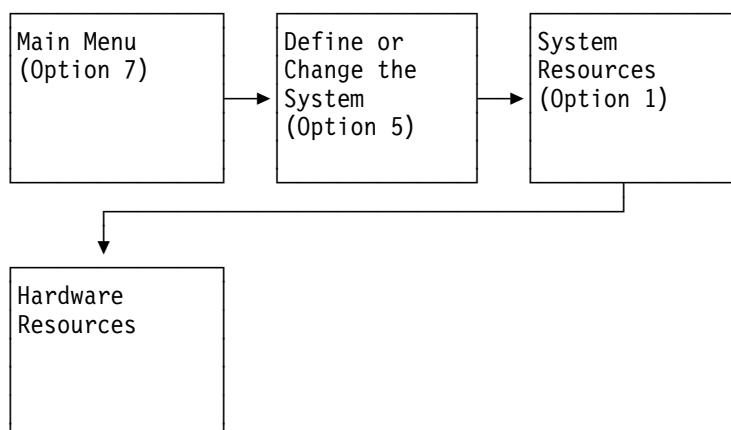 Main Menu
(Option 7)
Define or
Change the
System
(Option 5)
System
Resources
(Option 1)
Hardware
Resources